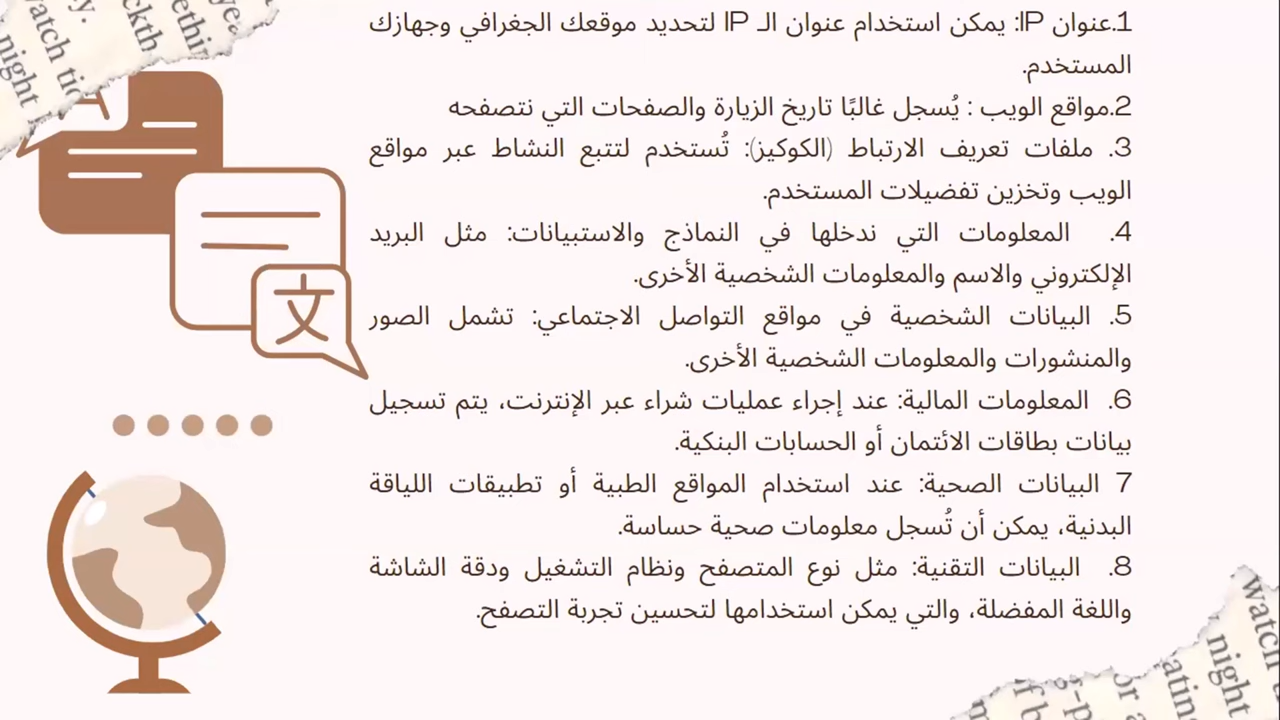 1.عنوان IP: يمكن استخدام عنوان الـ IP لتحديد موقعك الجغرافي وجهازك
المستخدم.
2.مواقع الويب : يُسجل غالبًا تاريخ الزيارة والصفحات التي نتصفحه
3. ملفات تعريف الارتباط (الكوكيز): تُستخدم لتتبع النشاط عبر مواقع
الويب وتخزين تفضيلات المستخدم.
4. المعلومات التي ندخلها في النماذج والاستبيانات: مثل البريد
الإلكتروني والاسم والمعلومات الشخصية الأخرى.
5. البيانات الشخصية في مواقع التواصل الاجتماعي: تشمل الصور
والمنشورات والمعلومات الشخصية الأخرى.
6. المعلومات المالية: عند إجراء عمليات شراء عبر الإنترنت، يتم تسجيل
بيانات بطاقات الائتمان أو الحسابات البنكية.
7 البيانات الصحية: عند استخدام المواقع الطبية أو تطبيقات اللياقة
البدنية، يمكن أن تُسجل معلومات صحية حساسة.
8. البيانات التقنية: مثل نوع المتصفح ونظام التشغيل ودقة الشاشة
واللغة المفضلة، والتي يمكن استخدامها لتحسين تجربة التصفح.
文
watch
night
watch
night